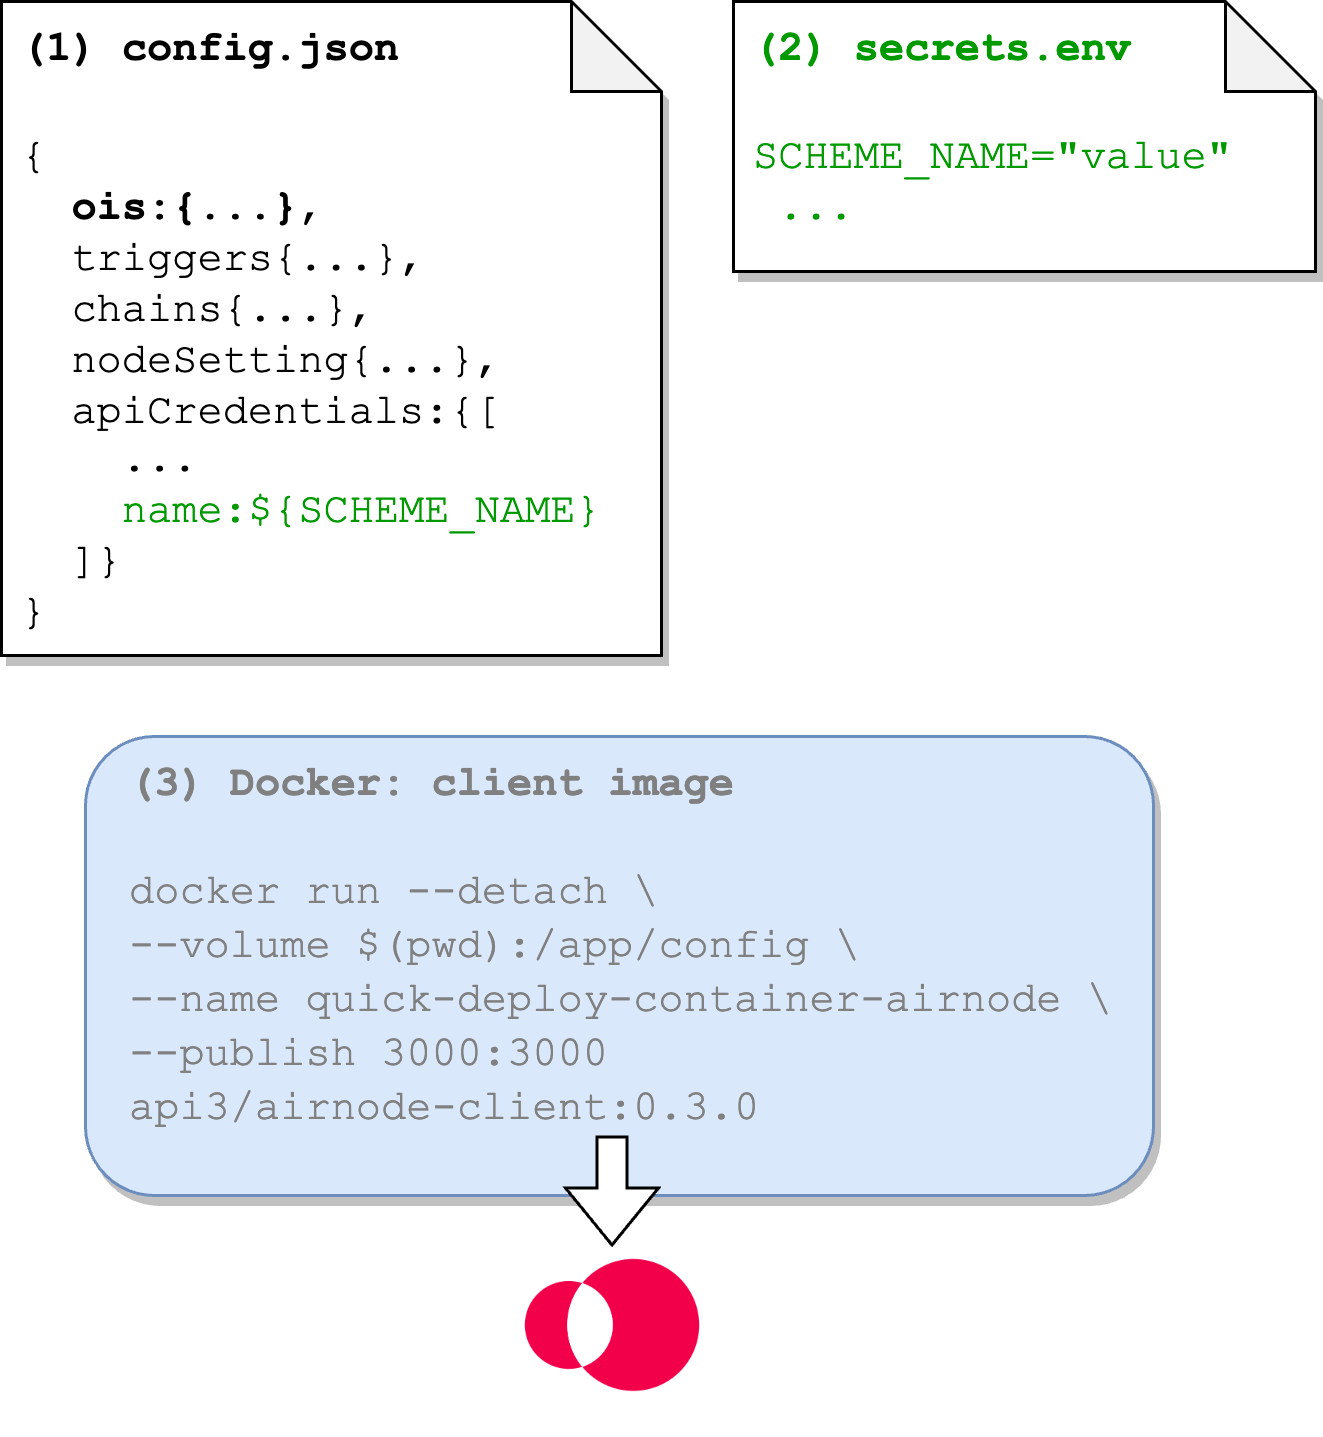 (1) config.json
{
ois:{...},
triggers{...},
chains{...},
nodeSetting{...},
apiCredentials:{[
...
name:${SCHEME_NAME}
]}
}
(2) secrets.env
SCHEME_NAME="value"
...
(3) Docker: client image
docker run --detach \
--volume $(pwd):/app/config \
--name quick-deploy-container-airnode \
--publish 3000:3000
api3/airnode-client:0.3.0